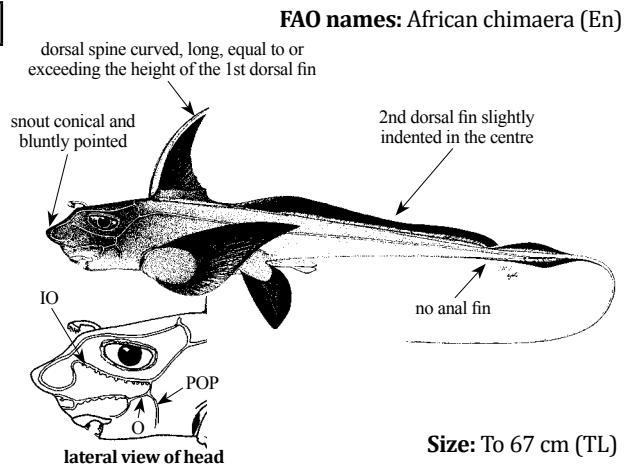 FAO names: African chimaera (En)
dorsal spine curved, long, equal to or
exceeding the height of the 1st dorsal fin
snout conical and
bluntly pointed
2nd dorsal fin slightly
indented in the centre
no anal fin
IO
POP
O
lateral view of head
Size: To 67 cm (TL)